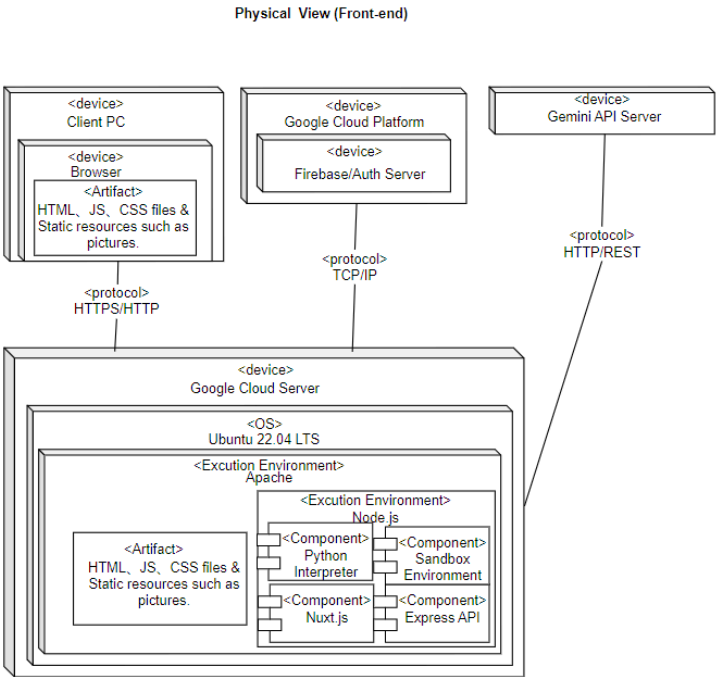 Physical View (Front-end)
<device>
Client PC
<device>
Browser
<Artifact>
HTML、JS、CSS files &
Static resources such as
pictures.
<device>
Google Cloud Platform
<device>
Firebase/Auth Server
<device>
Gemini API Server
<protocol>
HTTPS/HTTP
<protocol>
TCP/IP
<protocol>
HTTP/REST
<device>
Google Cloud Server
<OS>
Ubuntu 22.04 LTS
<Excution Environment>
Apache
<Artifact>
HTML、JS、CSS files &
Static resources such as
pictures.
<Excution Environment>
Node.js
<Component>
Python
Interpreter
<Component>
Sandbox
Environment
<Component>
Nuxt.js
<Component>
Express API